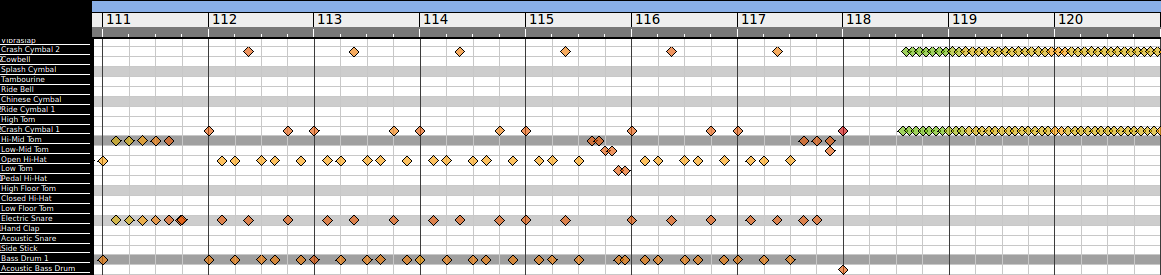 111 112 113 114 115 116 117 118 119 120
Vibraslap
Crash Cymbal 2
Cowbell
Splash Cymbal
Tambourine
Ride Bell
Chinese Cymbal
Ride Cymbal 1
High Tom
Crash Cymbal 1
Hi-Mid Tom
Low-Mid Tom
Open Hi-Hat
Low Tom
Pedal Hi-Hat
High Floor Tom
Closed Hi-Hat
Low Floor Tom
Electric Snare
Hand Clap
Acoustic Snare
Side Stick
Bass Drum 1
Acoustic Bass Drum